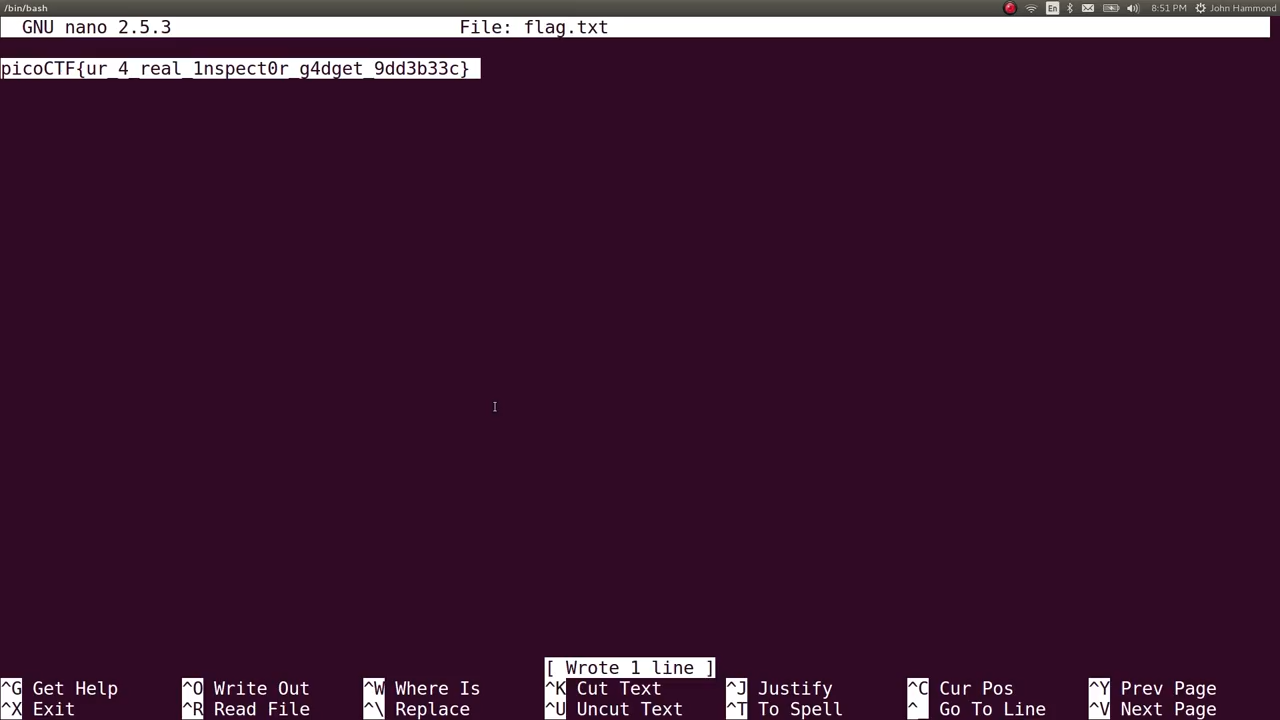 /bin/bash En 8:51 PM John Hammond
GNU nano 2.5.3 File: flag.txt
picoCTF{ur_4_real_1nspect0r_g4dget_9dd3b33c}
[ Wrote 1 line ]
^G Get Help ^O Write Out ^W Where Is ^K Cut Text ^J Justify ^C Cur Pos ^Y Prev Page
^X Exit ^R Read File ^\ Replace ^U Uncut Text ^T To Spell ^_ Go To Line ^V Next Page